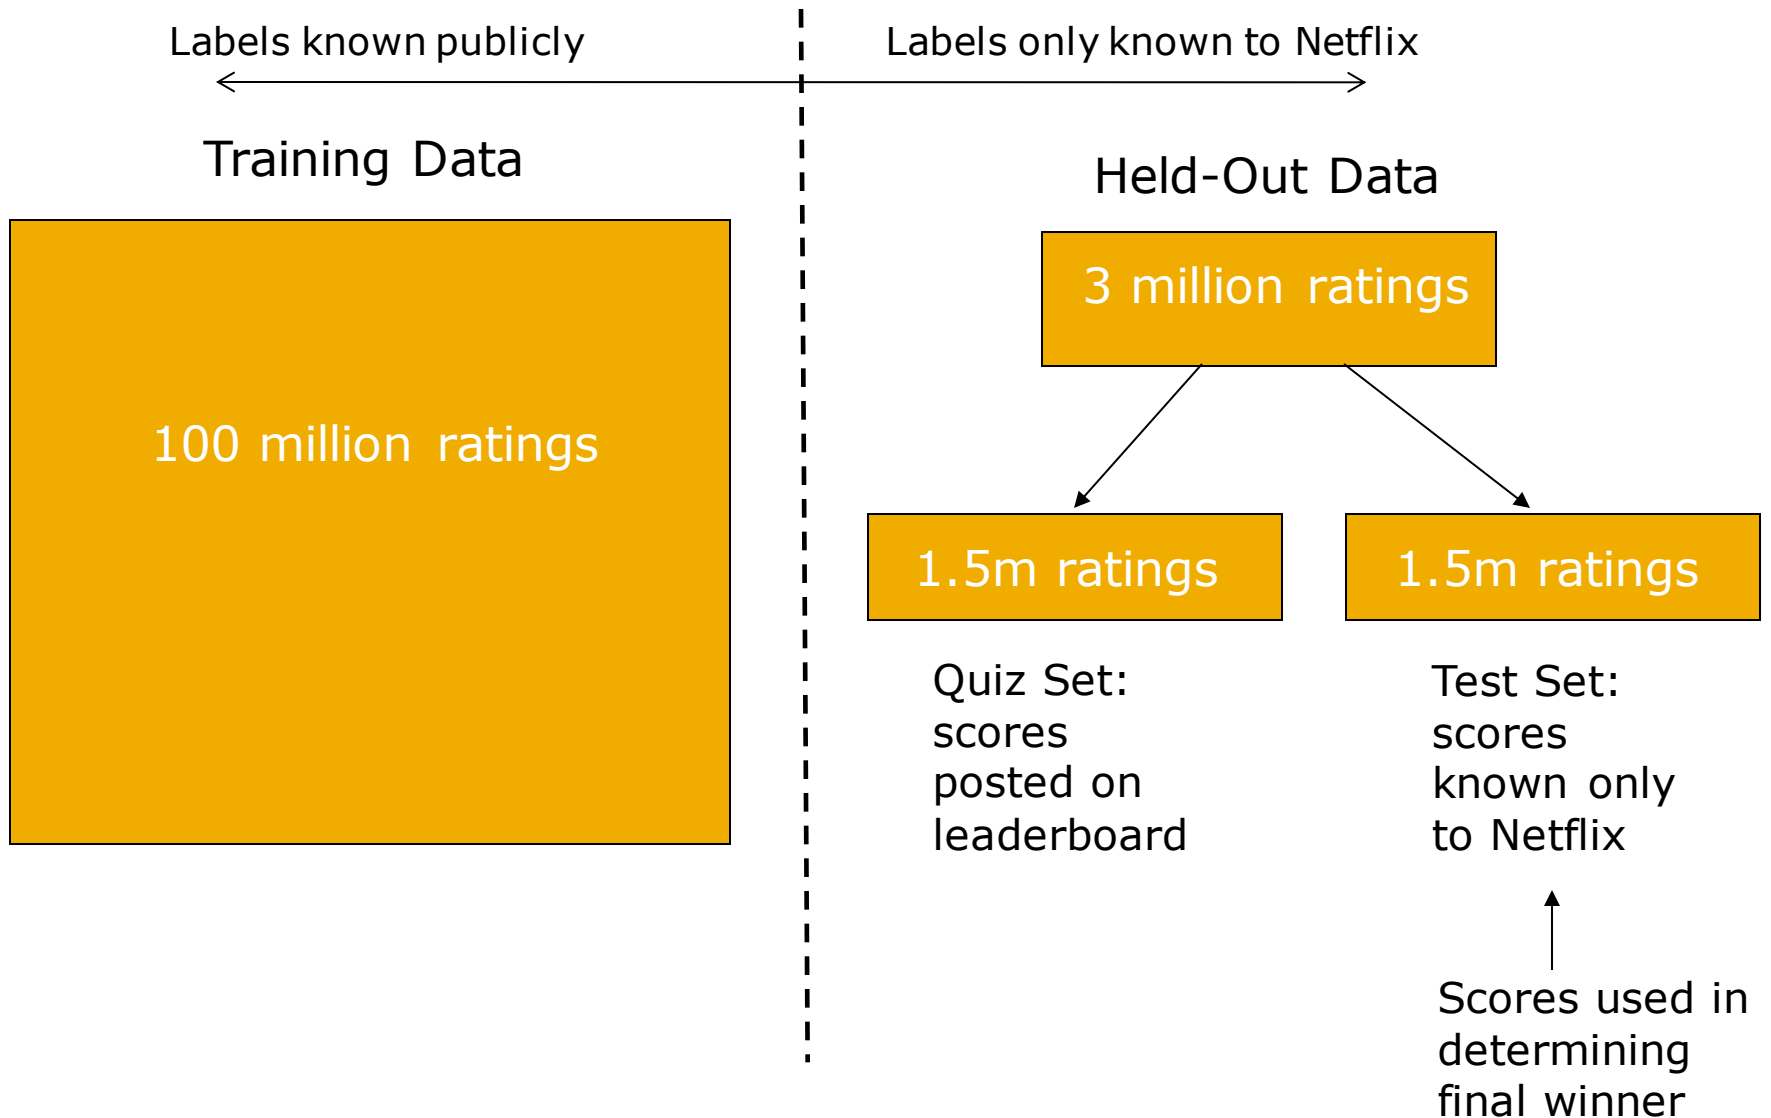 Labels known publicly
Labels only known to Netflix
Training Data
Held-Out Data
3 million ratings
100 million ratings
1.5m ratings
1.5m ratings
Quiz Set:
scores
posted on
leaderboard
Test Set:
scores
known only
to Netflix
Scores used in
determining
final winner